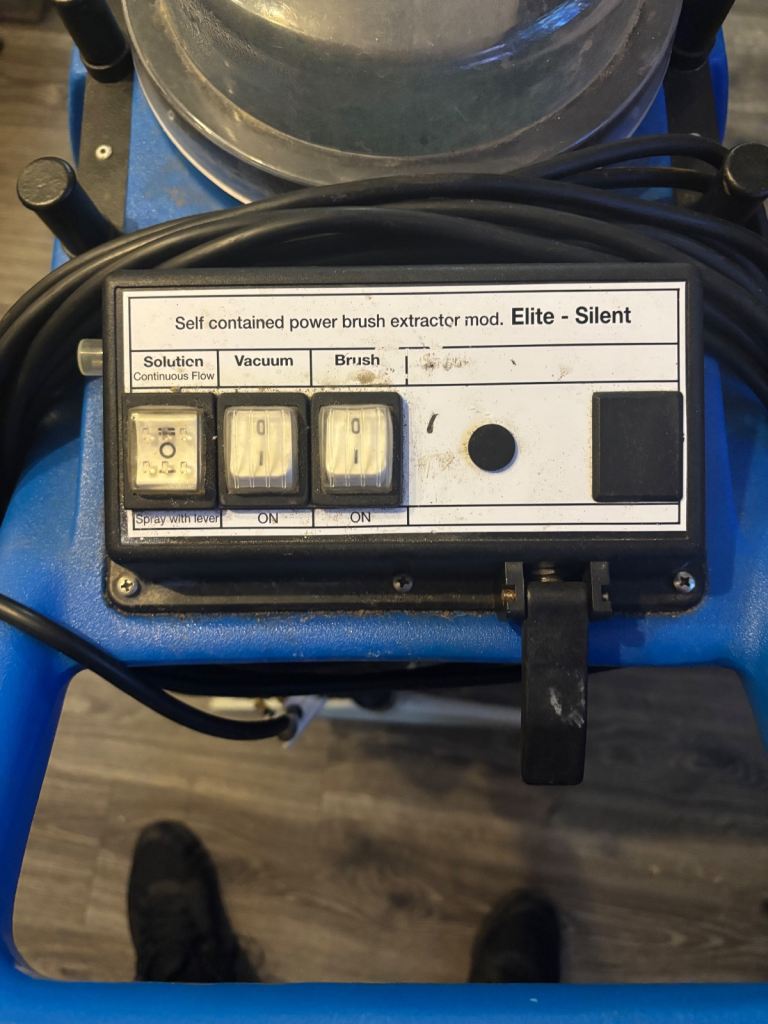 Self contained power brush extractor mod. Elite - Silent
Solution Vacuum Brush
Continuous Flow
O O
O
I I
Spray with lever ON ON